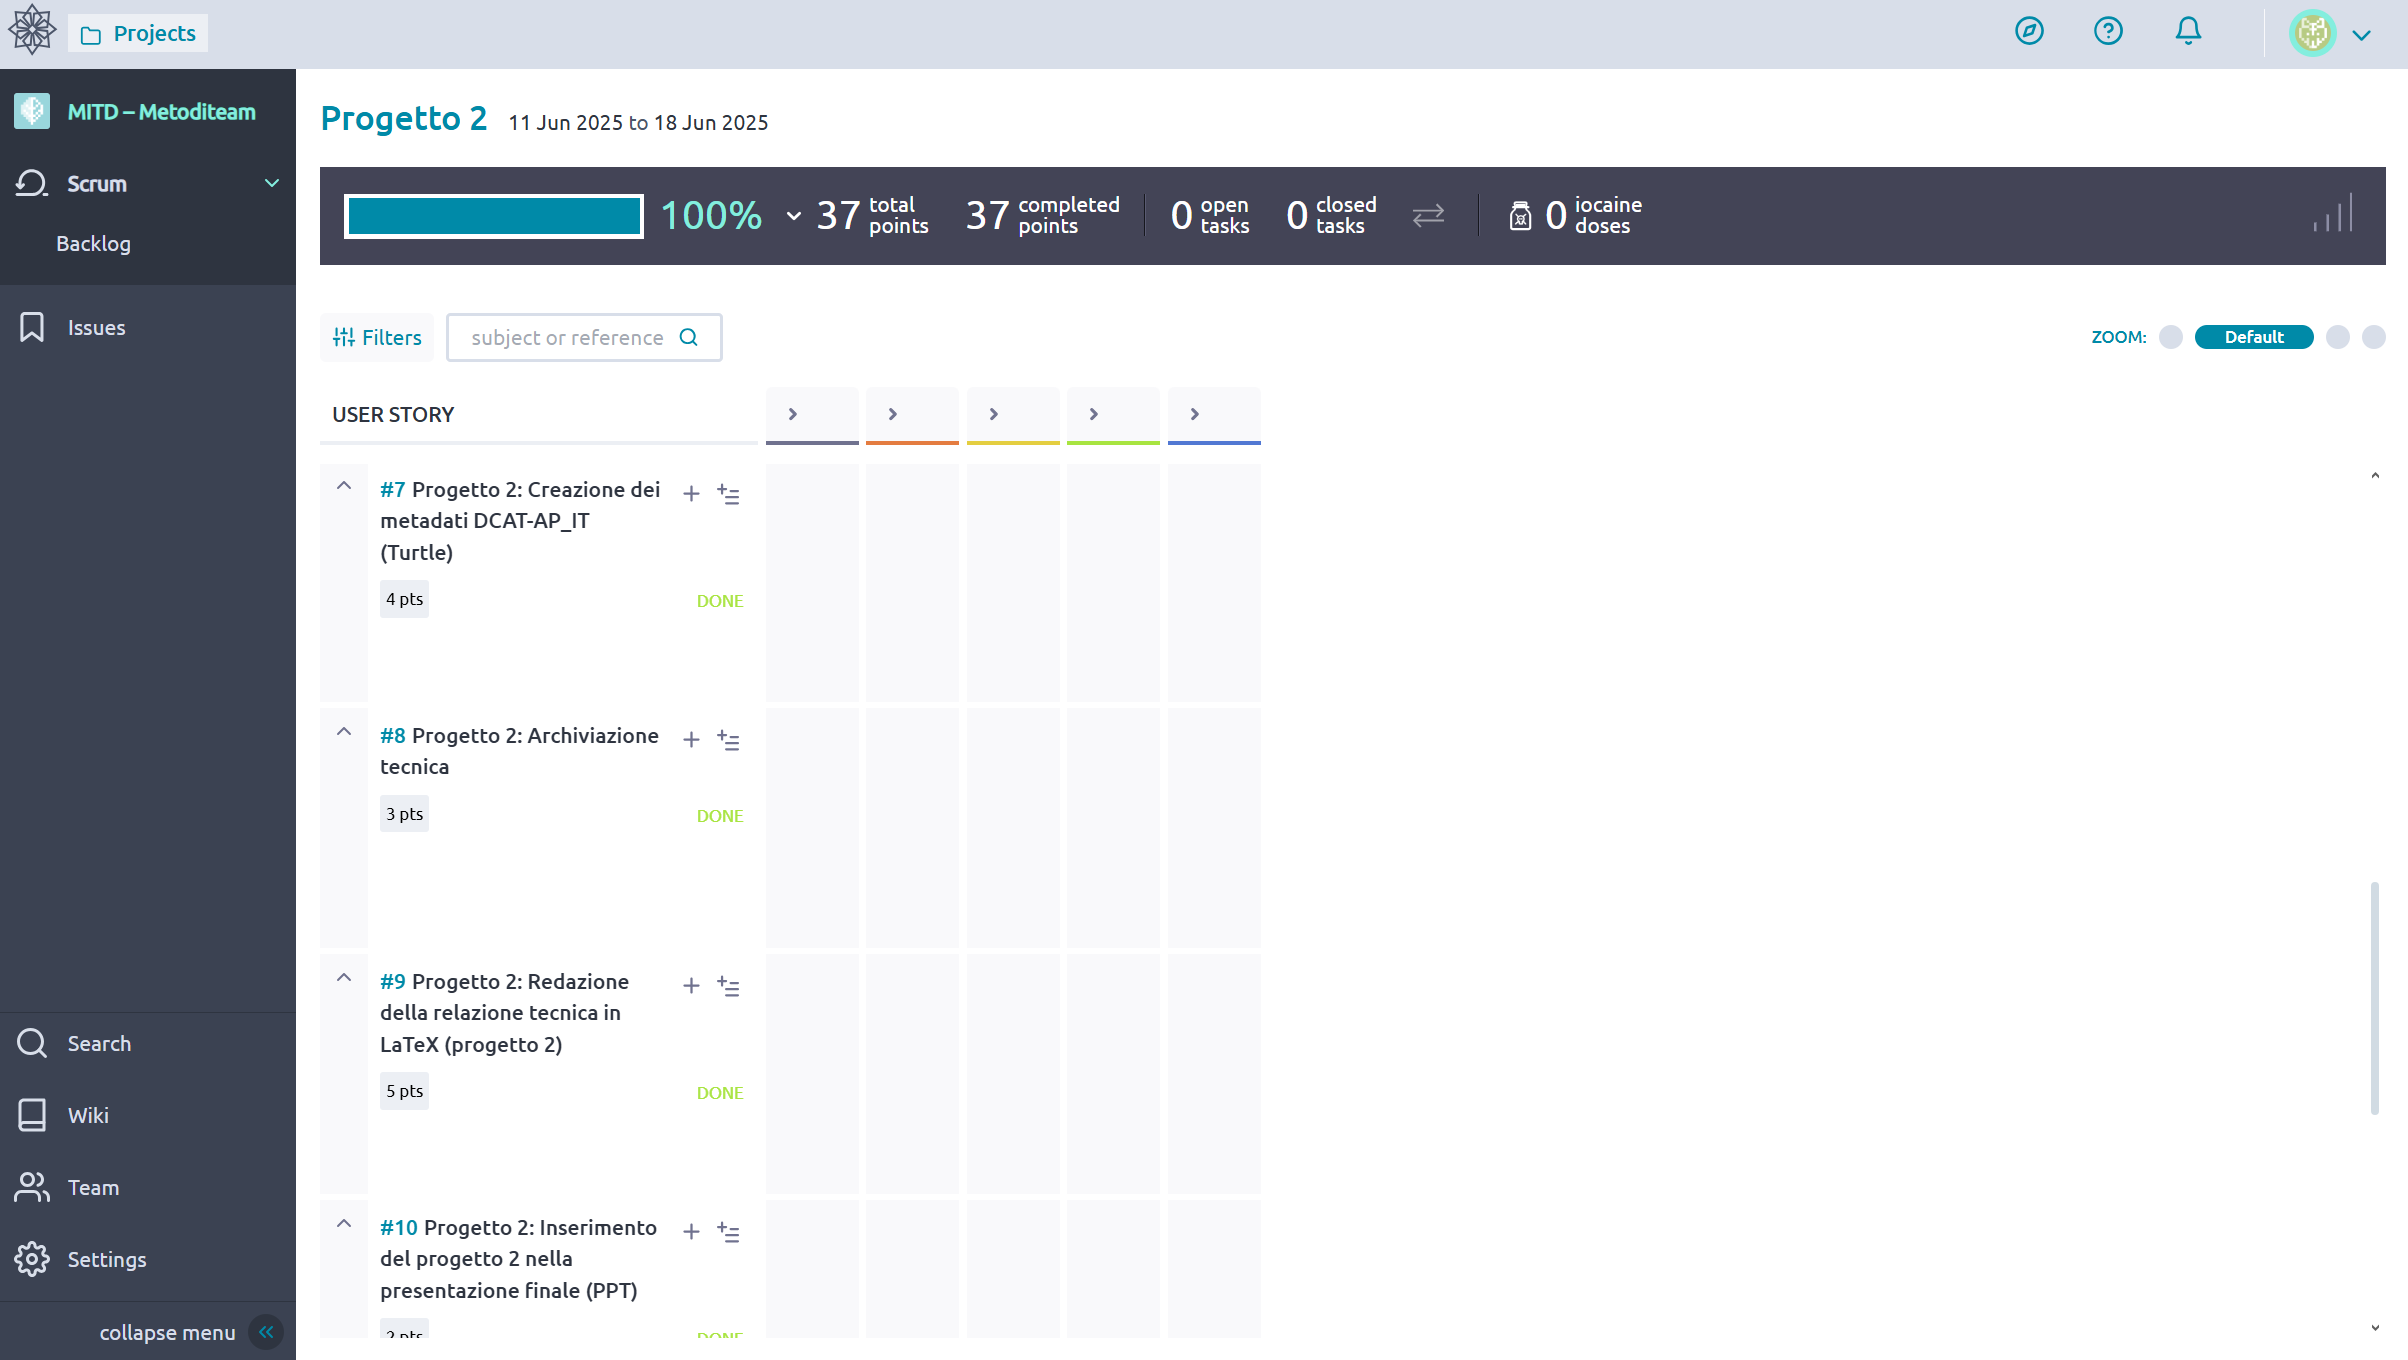 Projects
MITD – Metoditeam
Scrum
Backlog
Issues
Search
Wiki
Team
Settings
collapse menu
Progetto 2 11 Jun 2025 to 18 Jun 2025
100% 37 total points 37 completed points 0 open tasks 0 closed tasks 0 iocaine doses
Filters subject or reference ZOOM: Default
USER STORY
#7 Progetto 2: Creazione dei
metadati DCAT-AP_IT
(Turtle)
4 pts DONE
#8 Progetto 2: Archiviazione
tecnica
3 pts DONE
#9 Progetto 2: Redazione
della relazione tecnica in
LaTeX (progetto 2)
5 pts DONE
#10 Progetto 2: Inserimento
del progetto 2 nella
presentazione finale (PPT)
2 pts DONE